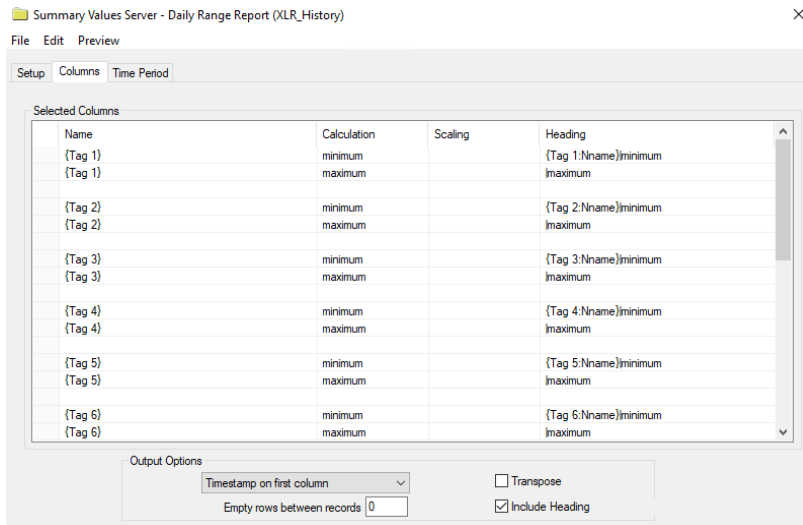 Summary Values Server - Daily Range Report (XLR_History)
File Edit Preview
Setup Columns Time Period
Selected Columns
Name Calculation Scaling Heading
{Tag 1} minimum {Tag 1:Nname}|minimum
{Tag 1} maximum |maximum
{Tag 2} minimum {Tag 2:Nname}|minimum
{Tag 2} maximum |maximum
{Tag 3} minimum {Tag 3:Nname}|minimum
{Tag 3} maximum |maximum
{Tag 4} minimum {Tag 4:Nname}|minimum
{Tag 4} maximum |maximum
{Tag 5} minimum {Tag 5:Nname}|minimum
{Tag 5} maximum |maximum
{Tag 6} minimum {Tag 6:Nname}|minimum
{Tag 6} maximum |maximum
Output Options
Timestamp on first column Transpose
Empty rows between records 0 Include Heading